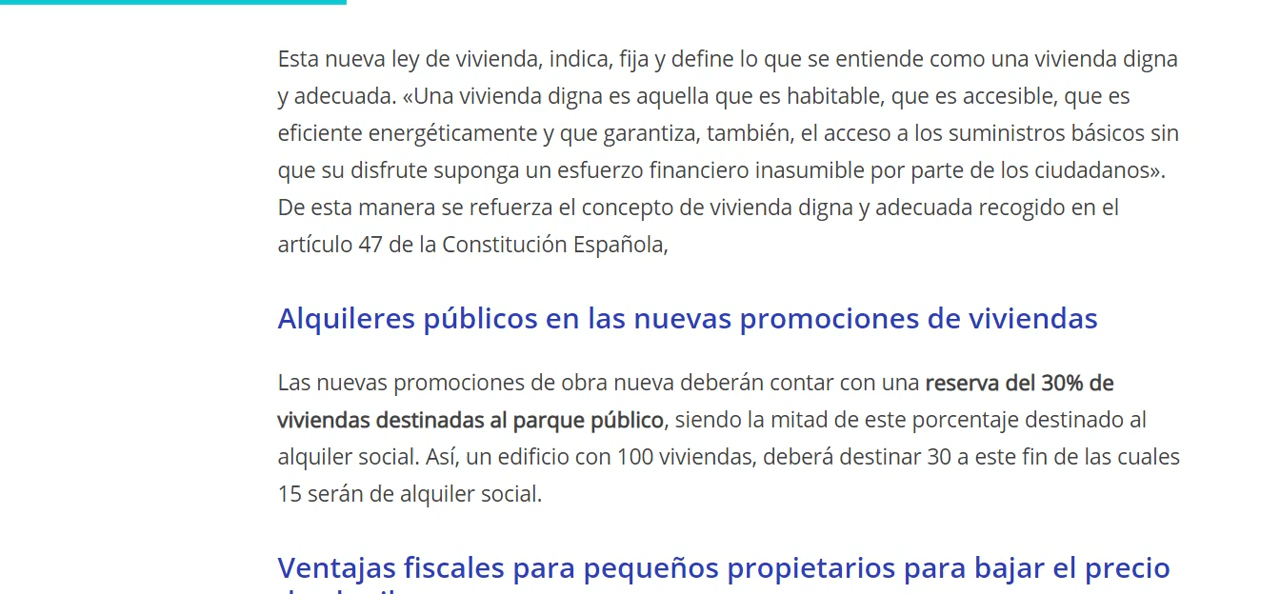 Esta nueva ley de vivienda, indica, fija y define lo que se entiende como una vivienda digna
y adecuada. «Una vivienda digna es aquella que es habitable, que es accesible, que es
eficiente energéticamente y que garantiza, también, el acceso a los suministros básicos sin
que su disfrute suponga un esfuerzo financiero inasumible por parte de los ciudadanos».
De esta manera se refuerza el concepto de vivienda digna y adecuada recogido en el
artículo 47 de la Constitución Española,
Alquileres públicos en las nuevas promociones de viviendas
Las nuevas promociones de obra nueva deberán contar con una reserva del 30% de
viviendas destinadas al parque público, siendo la mitad de este porcentaje destinado al
alquiler social. Así, un edificio con 100 viviendas, deberá destinar 30 a este fin de las cuales
15 serán de alquiler social.
Ventajas fiscales para pequeños propietarios para bajar el precio